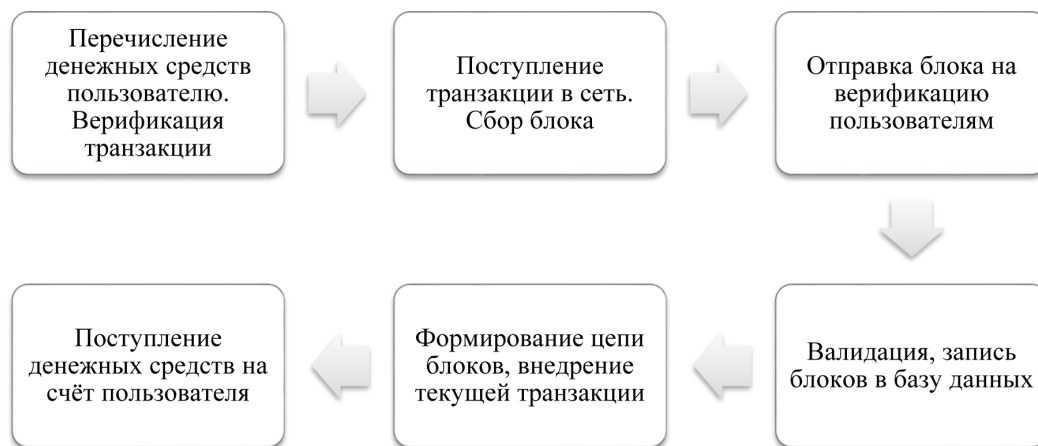 Перечисление
денежных средств
пользователю.
Верификация
транзакции
Поступление
транзакции в сеть.
Сбор блока
Отправка блока на
верификацию
пользователям
Валидация, запись
блоков в базу данных
Формирование цепи
блоков, внедрение
текущей транзакции
Поступление
денежных средств на
счёт пользователя